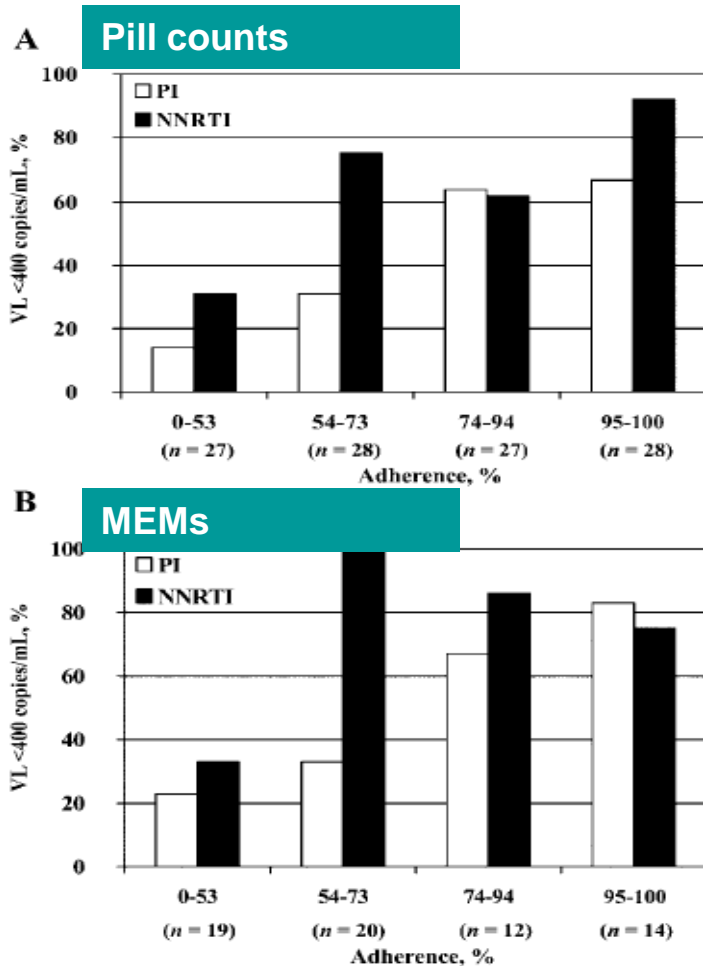 A
Pill counts
PI
NNRTI
VL <400 copies/mL, %
100
80
60
40
20
0
0-53 54-73 74-94 95-100
(n = 27) (n = 28) (n = 27) (n = 28)
Adherence, %
B
MEMs
PI
NNRTI
VL <400 copies/mL, %
100
80
60
40
20
0
0-53 54-73 74-94 95-100
(n = 19) (n = 20) (n = 12) (n = 14)
Adherence, %